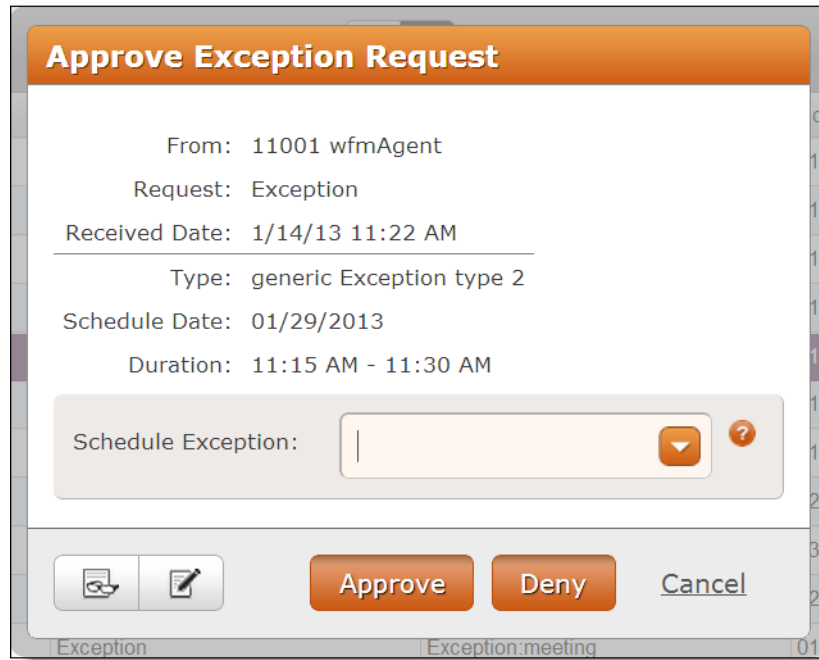 Approve Exception Request
From: 11001 wfmAgent
Request: Exception
Received Date: 1/14/13 11:22 AM
Type: generic Exception type 2
Schedule Date: 01/29/2013
Duration: 11:15 AM - 11:30 AM
Schedule Exception: ?
Approve Deny Cancel
Exception Exception:meeting 01